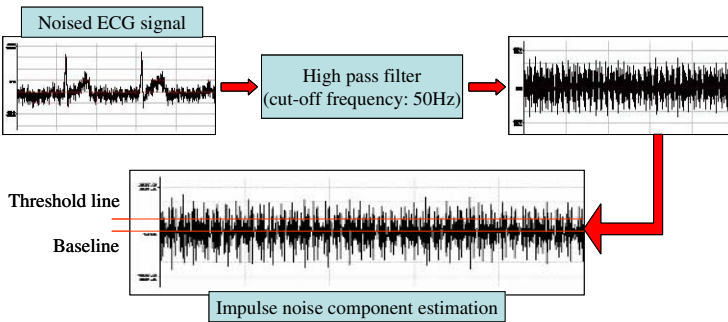 Noised ECG signal
High pass filter
(cut-off frequency: 50Hz)
Threshold line
Baseline
Impulse noise component estimation